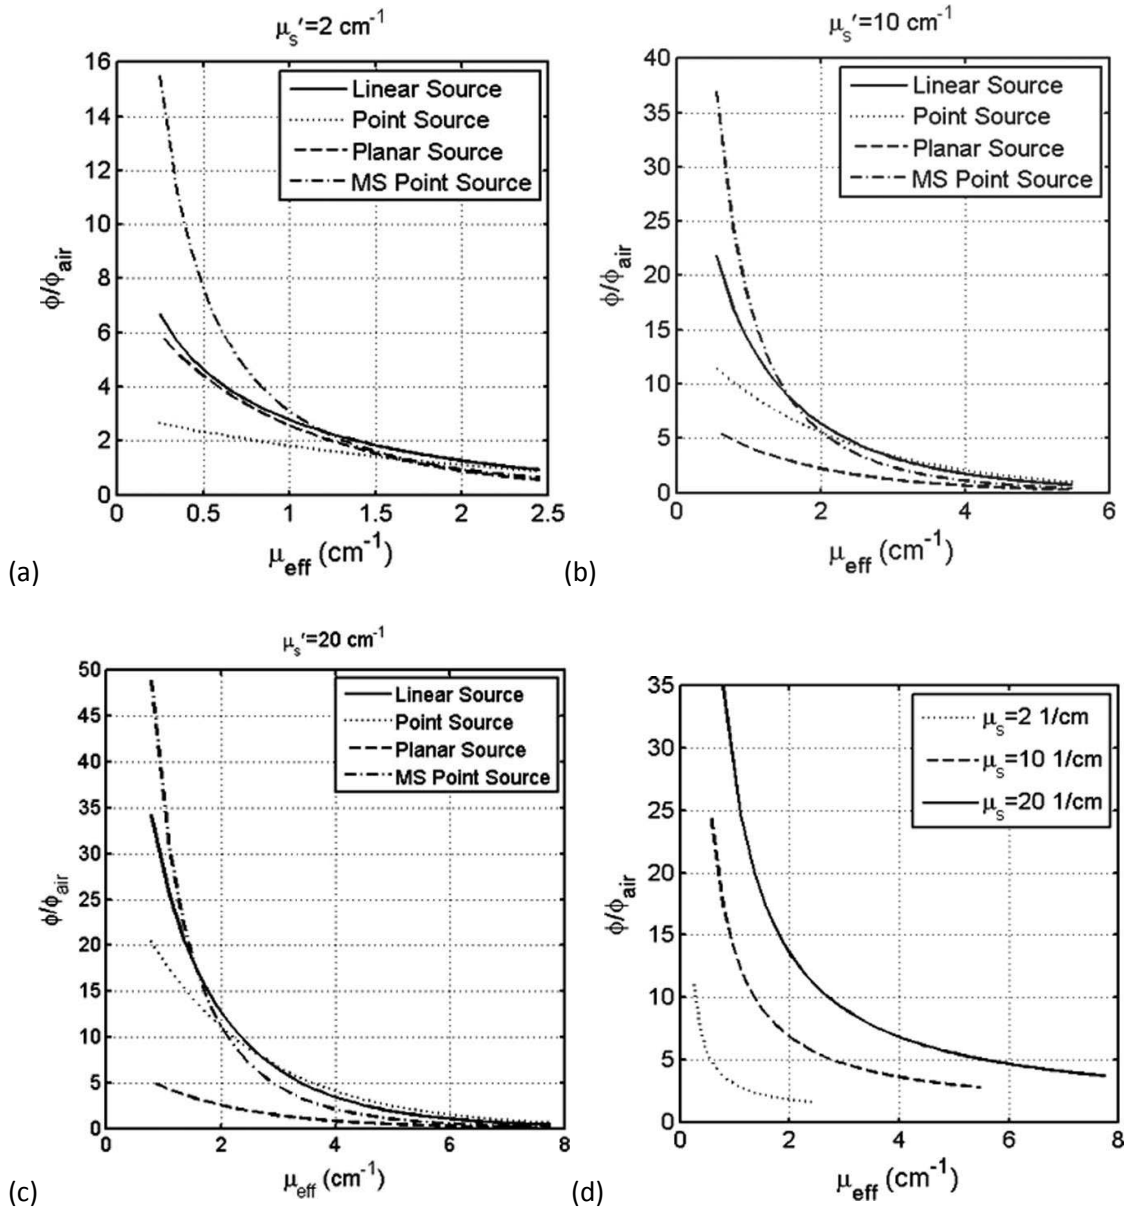 μs′=2 cm-1
16
14
12
10
8
6
4
2
0
ϕ/ϕair
Linear Source
Point Source
Planar Source
MS Point Source
0 0.5 1 1.5 2 2.5
μeff (cm-1)
(a)
μs′=10 cm-1
40
35
30
25
20
15
10
5
0
ϕ/ϕair
Linear Source
Point Source
Planar Source
MS Point Source
0 2 4 6
μeff (cm-1)
(b)
μs′=20 cm-1
50
45
40
35
30
25
20
15
10
5
0
ϕ/ϕair
Linear Source
Point Source
Planar Source
MS Point Source
0 2 4 6 8
μeff (cm-1)
(c)
35
30
25
20
15
10
5
0
ϕ/ϕair
μs=2 1/cm
μs=10 1/cm
μs=20 1/cm
0 2 4 6 8
μeff (cm-1)
(d)